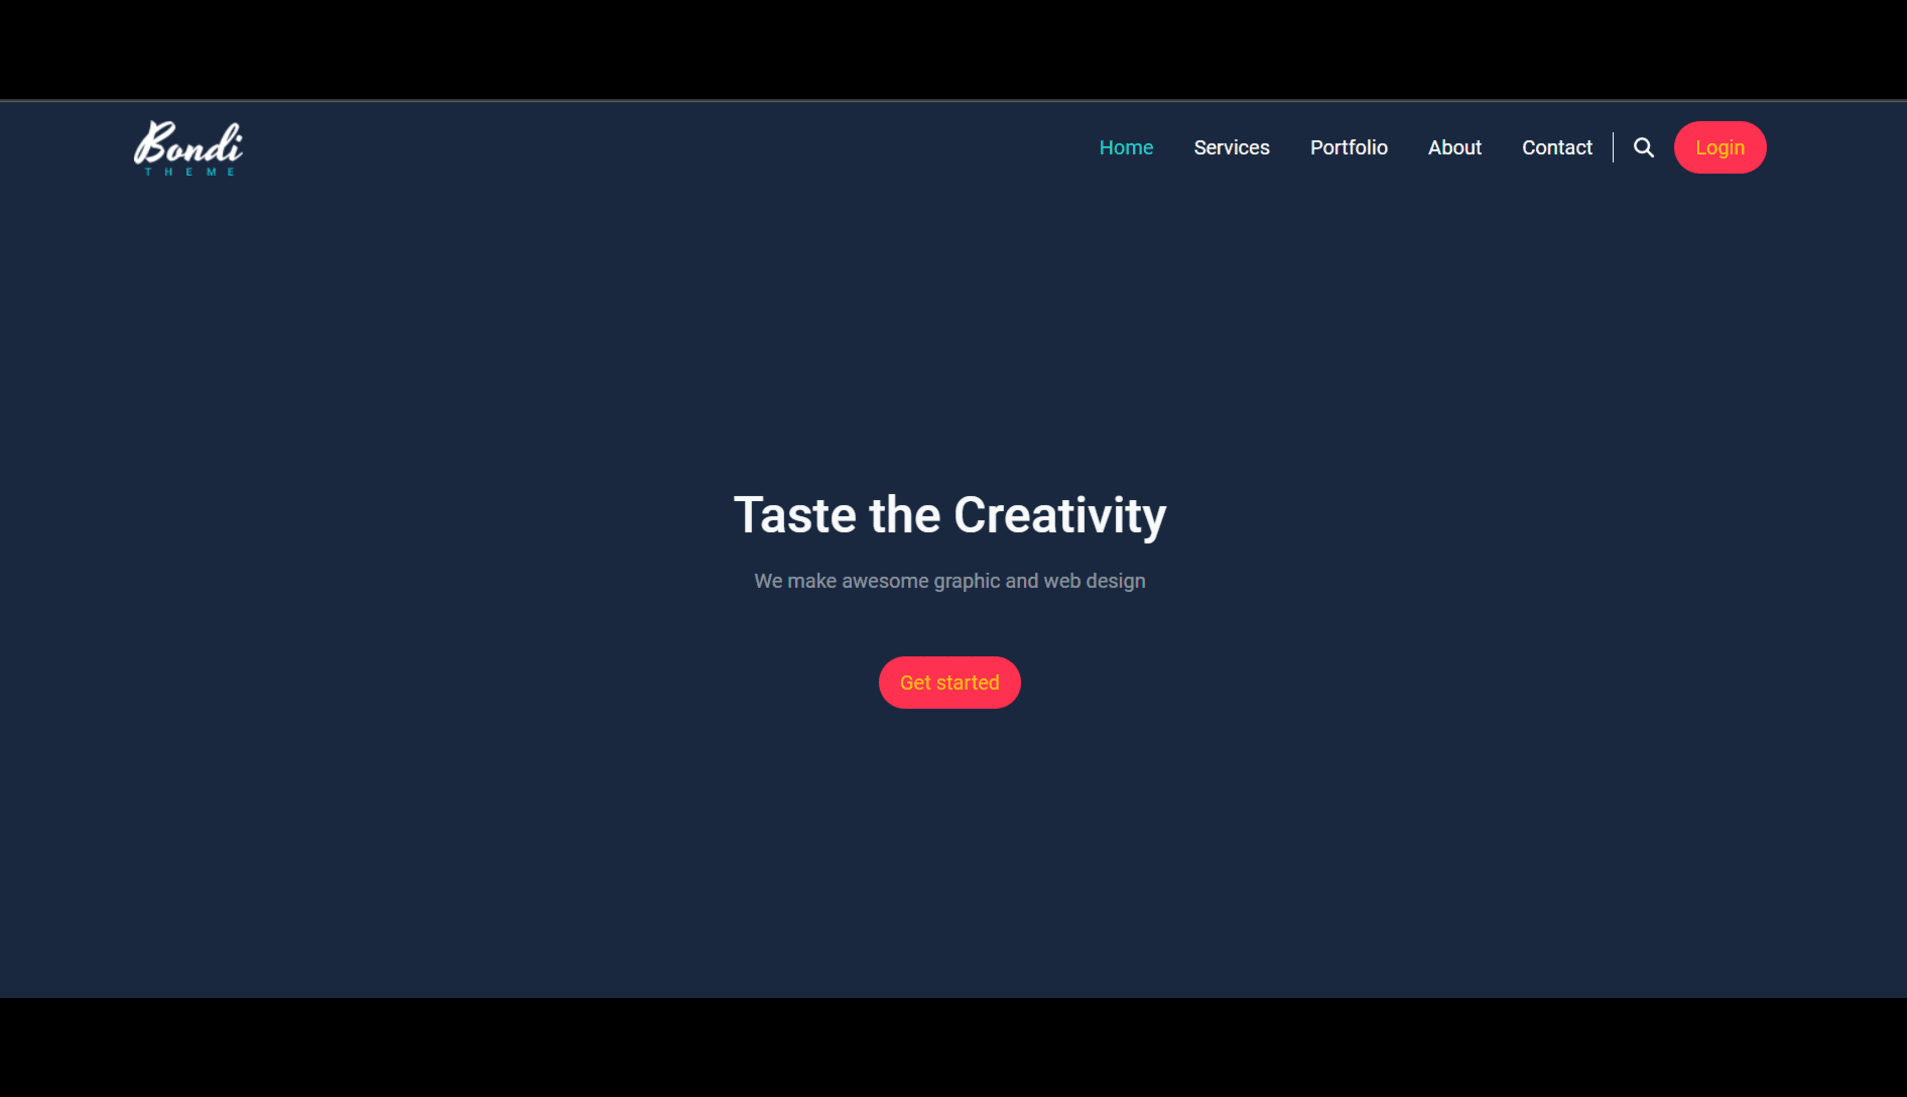 Bondi
THEME
Home Services Portfolio About Contact Login
Taste the Creativity
We make awesome graphic and web design
Get started